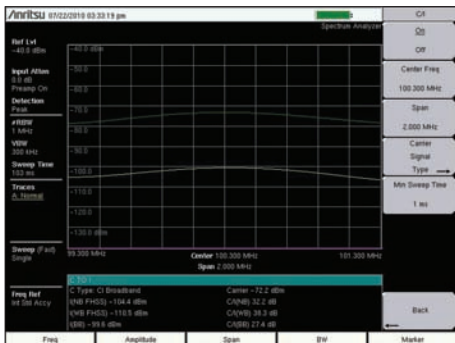 Anritsu 07/22/2010 03:33:19 pm
Spectrum Analyzer
Ref Lvl
-40.0 dBm
Input Atten
0.0 dB
Preamp On
Detection
Peak
#RBW
1 MHz
VBW
300 kHz
Sweep Time
103 ms
Traces
A: Normal
Sweep (Fast)
Single
Freq Ref
Int Std Accy
-40.0 dBm
-50.0
-60.0
-70.0
-80.0
-90.0
-100.0
-110.0
-120.0
-130.0 dBm
99.300 MHz
Center 100.300 MHz
101.300 MHz
Span 2.000 MHz
C TO I
C Type: CI Broadband
Carrier -72.2 dBm
I(NB FHSS) -104.4 dBm
C/I(NB) 32.2 dB
I(WB FHSS) -110.5 dBm
C/I(WB) 38.3 dB
I(BB) -99.6 dBm
C/I(BB) 27.4 dB
C/I
On
Off
Center Freq
100.300 MHz
Span
2.000 MHz
Center
Signal
Type
Min Sweep Time
1 ms
Back
Freq
Amplitude
Span
BW
Marker